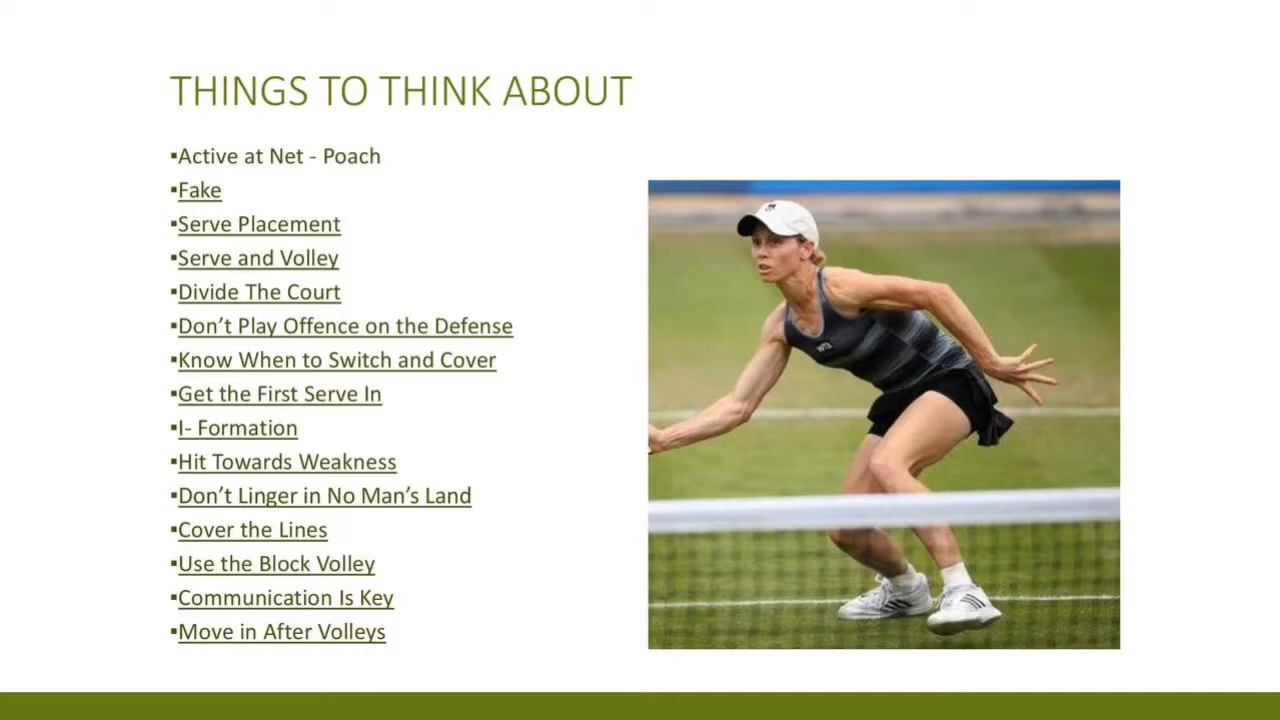 THINGS TO THINK ABOUT
▪Active at Net - Poach
▪Fake
▪Serve Placement
▪Serve and Volley
▪Divide The Court
▪Don’t Play Offence on the Defense
▪Know When to Switch and Cover
▪Get the First Serve In
▪I- Formation
▪Hit Towards Weakness
▪Don’t Linger in No Man’s Land
▪Cover the Lines
▪Use the Block Volley
▪Communication Is Key
▪Move in After Volleys
WTA